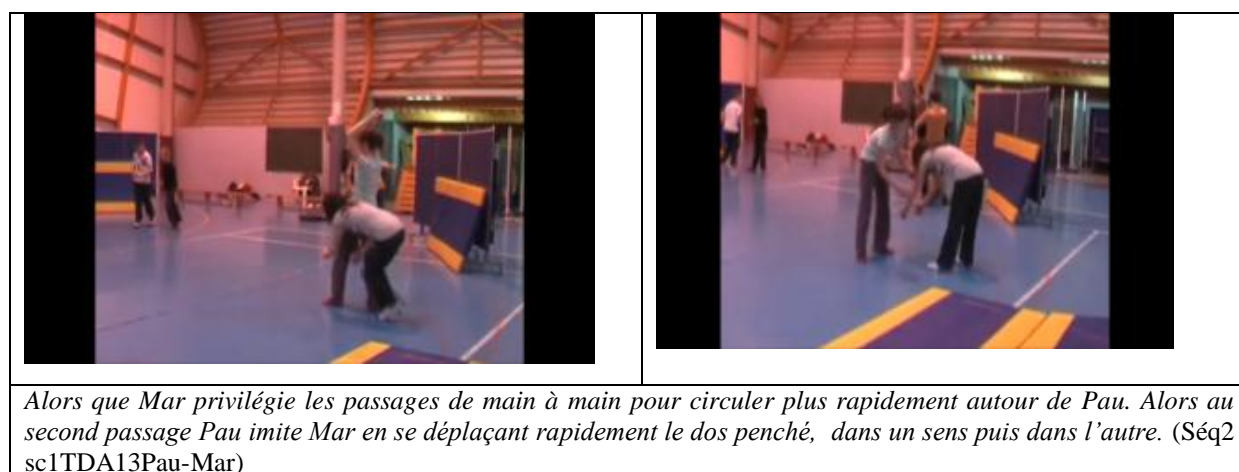 Alors que Mar privilégie les passages de main à main pour circuler plus rapidement autour de Pau. Alors au
second passage Pau imite Mar en se déplaçant rapidement le dos penché, dans un sens puis dans l'autre. (Séq2
sc1TDA13Pau-Mar)